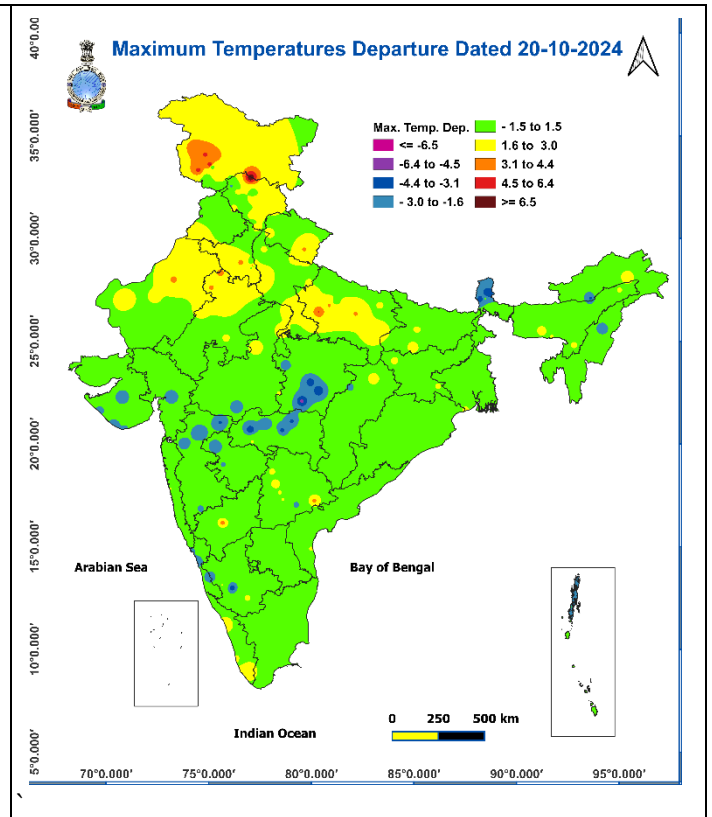 Maximum Temperatures Departure Dated 20-10-2024
Max. Temp. Dep.
<= -6.5
-6.4 to -4.5
-4.4 to -3.1
- 3.0 to -1.6
- 1.5 to 1.5
1.6 to 3.0
3.1 to 4.4
4.5 to 6.4
>= 6.5
40°0.00
35°0.000'
30°0.000'
25°0.000'
20°0.000'
15°0.000'
10°0.000'
5°0.000'
Arabian Sea
Bay of Bengal
Indian Ocean
0 250 500 km
70°0.000' 75°0.000' 80°0.000' 85°0.000' 90°0.000' 95°0.000'
`